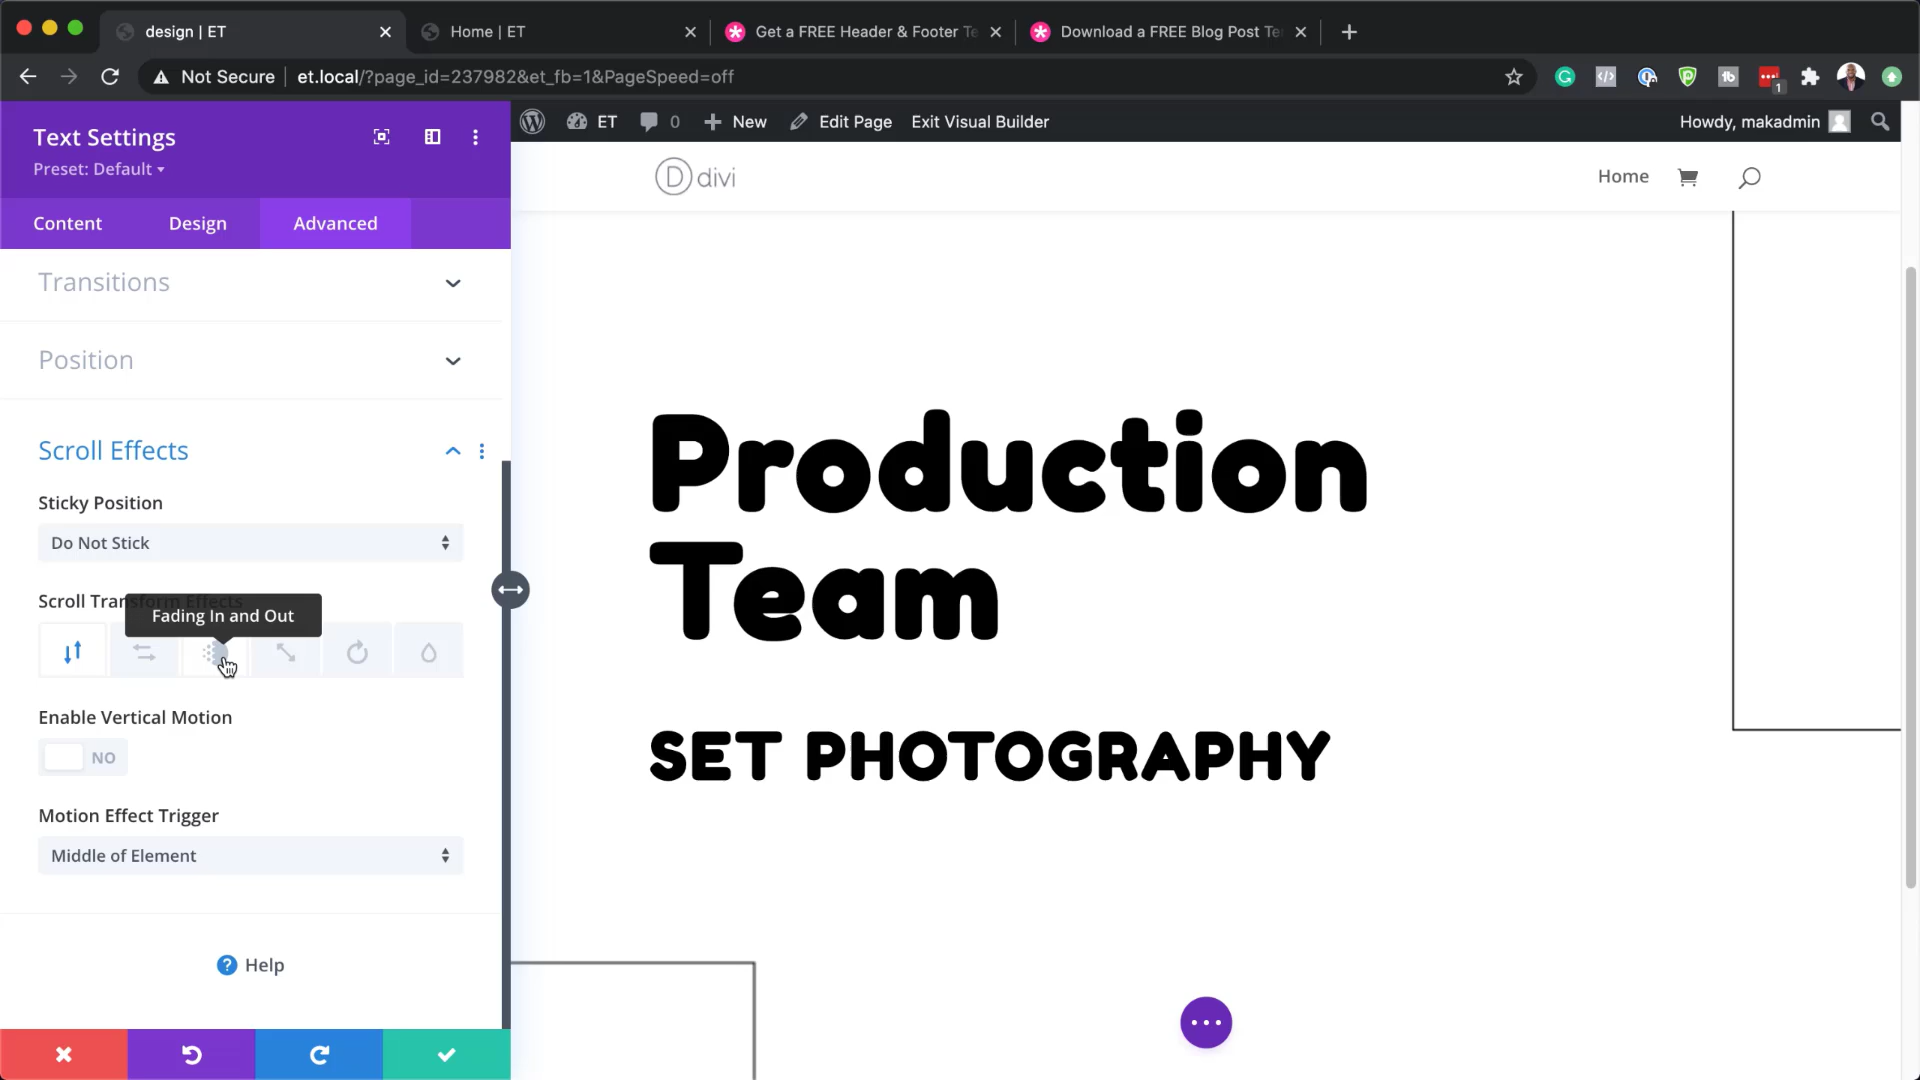 design | ET
Home | ET
Get a FREE Header & Footer Te
Download a FREE Blog Post Te
Not Secure
et.local/?page_id=237982&et_fb=1&PageSpeed=off
1
Text Settings
Preset: Default
Content
Design
Advanced
Transitions
Position
Scroll Effects
Sticky Position
Do Not Stick
Scroll Transform Effects
Fading In and Out
Enable Vertical Motion
NO
Motion Effect Trigger
Middle of Element
? Help
ET
0
New
Edit Page
Exit Visual Builder
Howdy, makadmin
D divi
Home
Production
Team
SET PHOTOGRAPHY